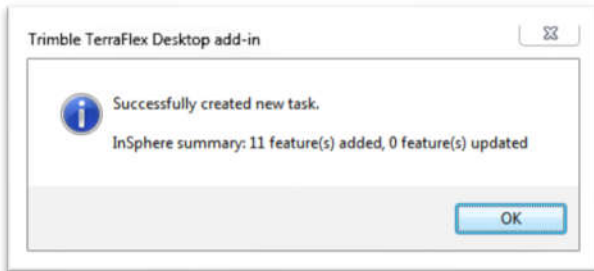 Trimble TerraFlex Desktop add-in
Successfully created new task.
InSphere summary: 11 feature(s) added, 0 feature(s) updated
OK